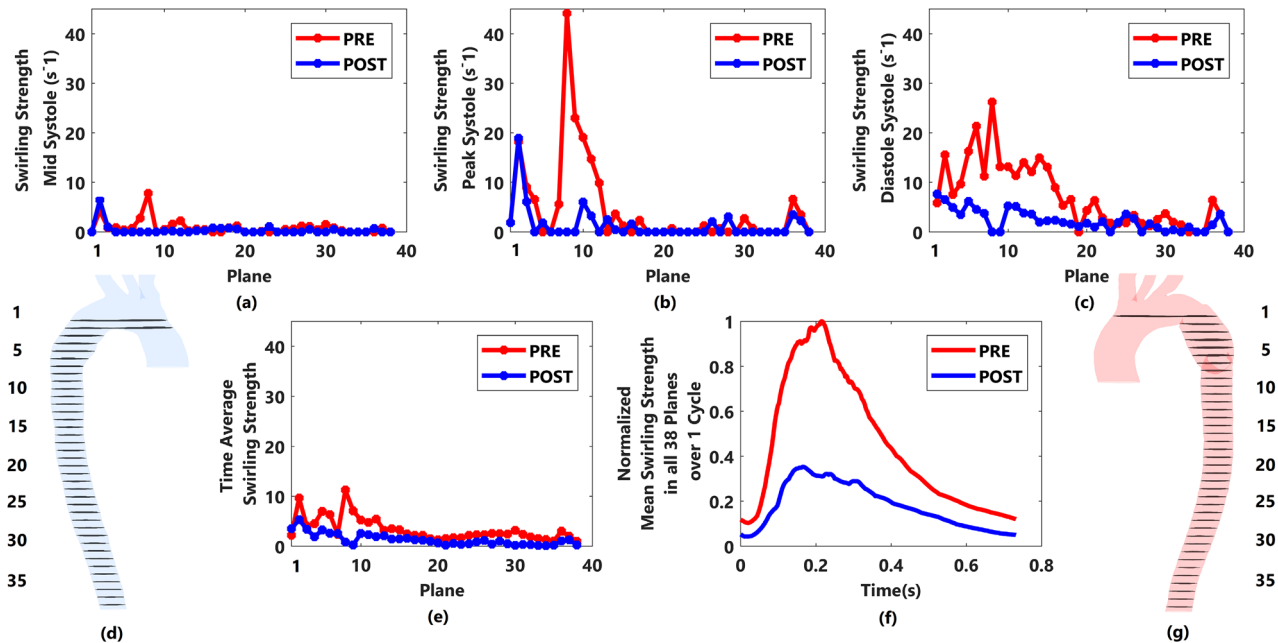 Swirling Strength
Mid Systole (s⁻¹)
40
30
20
10
0
1
10
20
30
40
Plane
PRE
POST
(a)
Swirling Strength
Peak Systole (s⁻¹)
40
30
20
10
0
1
10
20
30
40
Plane
PRE
POST
(b)
Swirling Strength
Diastole Systole (s⁻¹)
40
30
20
10
0
1
10
20
30
40
Plane
PRE
POST
(c)
1
5
10
15
20
25
30
35
(d)
Time Average
Swirling Strength
40
30
20
10
0
1
10
20
30
40
Plane
PRE
POST
(e)
Normalized
Mean Swirling Strength
in all 38 Planes
over 1 Cycle
1
0.8
0.6
0.4
0.2
0
0
0.2
0.4
0.6
0.8
Time(s)
PRE
POST
(f)
1
5
10
15
20
25
30
35
(g)